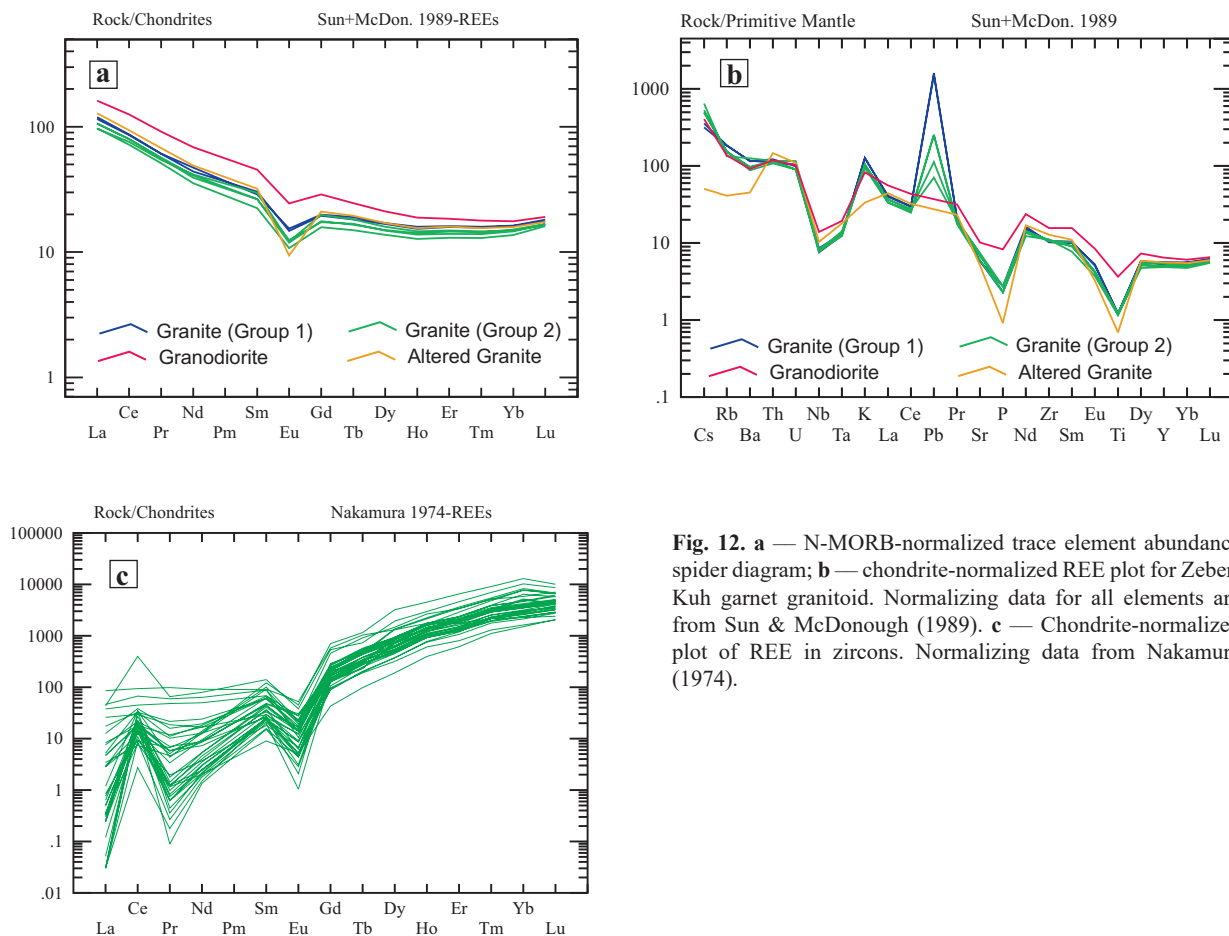 Rock/Chondrites Sun+McDon. 1989-REEs
a
100
10
1
Granite (Group 1) Granite (Group 2)
Granodiorite Altered Granite
Ce Nd Sm Gd Dy Er Yb
La Pr Pm Eu Tb Ho Tm Lu
Rock/Primitive Mantle Sun+McDon. 1989
b
1000
100
10
1
.1
Granite (Group 1) Granite (Group 2)
Granodiorite Altered Granite
Rb Th Nb K Ce Pr P Zr Eu Dy Yb
Cs Ba U Ta La Pb Sr Nd Sm Ti Y Lu
Rock/Chondrites Nakamura 1974-REEs
c
100000
10000
1000
100
10
1
.1
.01
Ce Nd Sm Gd Dy Er Yb
La Pr Pm Eu Tb Ho Tm Lu
Fig. 12. a — N-MORB-normalized trace element
spider diagram; b — chondrite-normalized REE plot for
Kuh garnet granitoid. Normalizing data for all elements
from Sun & McDonough (1989). c —
plot of REE in zircons. Normalizing data from
(1974).